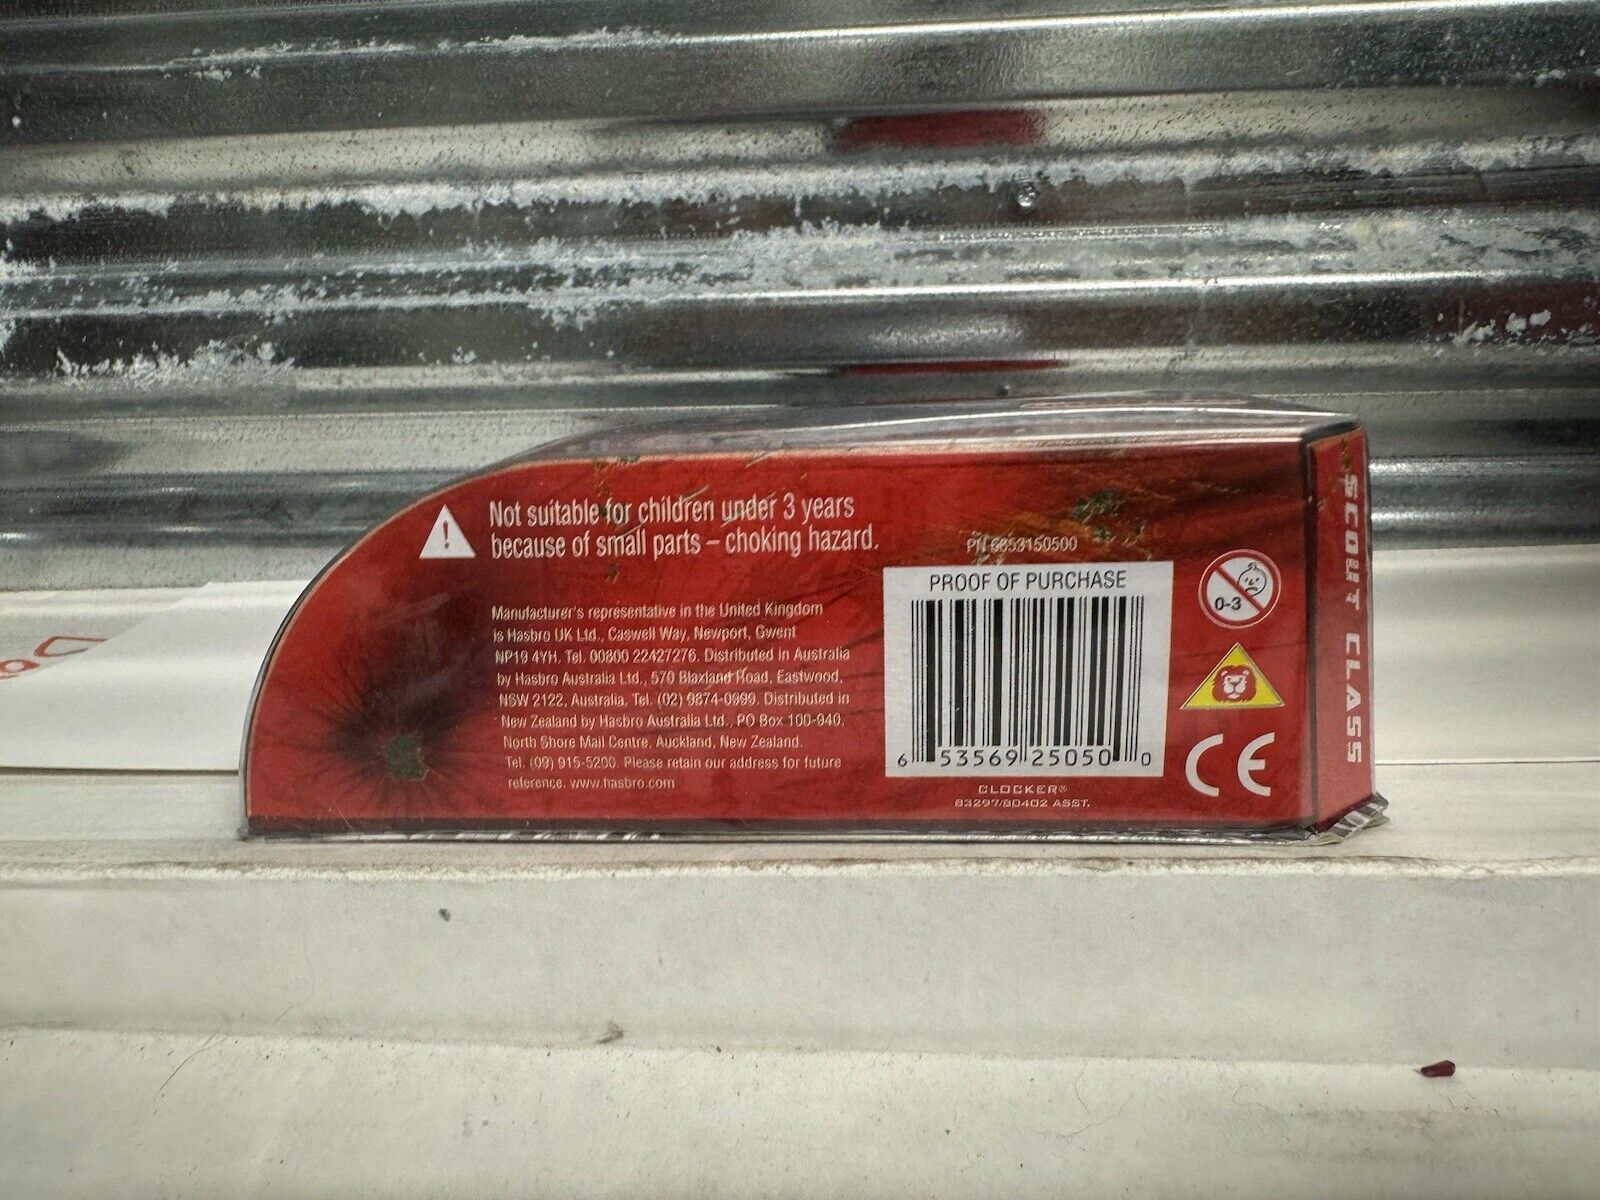 Not suitable for children under 3 years
because of small parts – choking hazard.
Manufacturer's representative in the United Kingdom
is Hasbro UK Ltd., Caswell Way, Newport, Gwent
NP19 4YH. Tel. 00800 22427276. Distributed in Australia
by Hasbro Australia Ltd., 570 Blaxland Road, Eastwood,
NSW 2122, Australia. Tel. (02) 9874-0999. Distributed in
New Zealand by Hasbro Australia Ltd., PO Box 100-940,
North Shore Mail Centre, Auckland, New Zealand.
Tel. (09) 915-5200. Please retain our address for future
reference. www.hasbro.com
PN 6853150500
PROOF OF PURCHASE
6 53569 25050 0
CLOCKER®
83297/80402 ASST.
0-3
CE
SCOUT CLASS